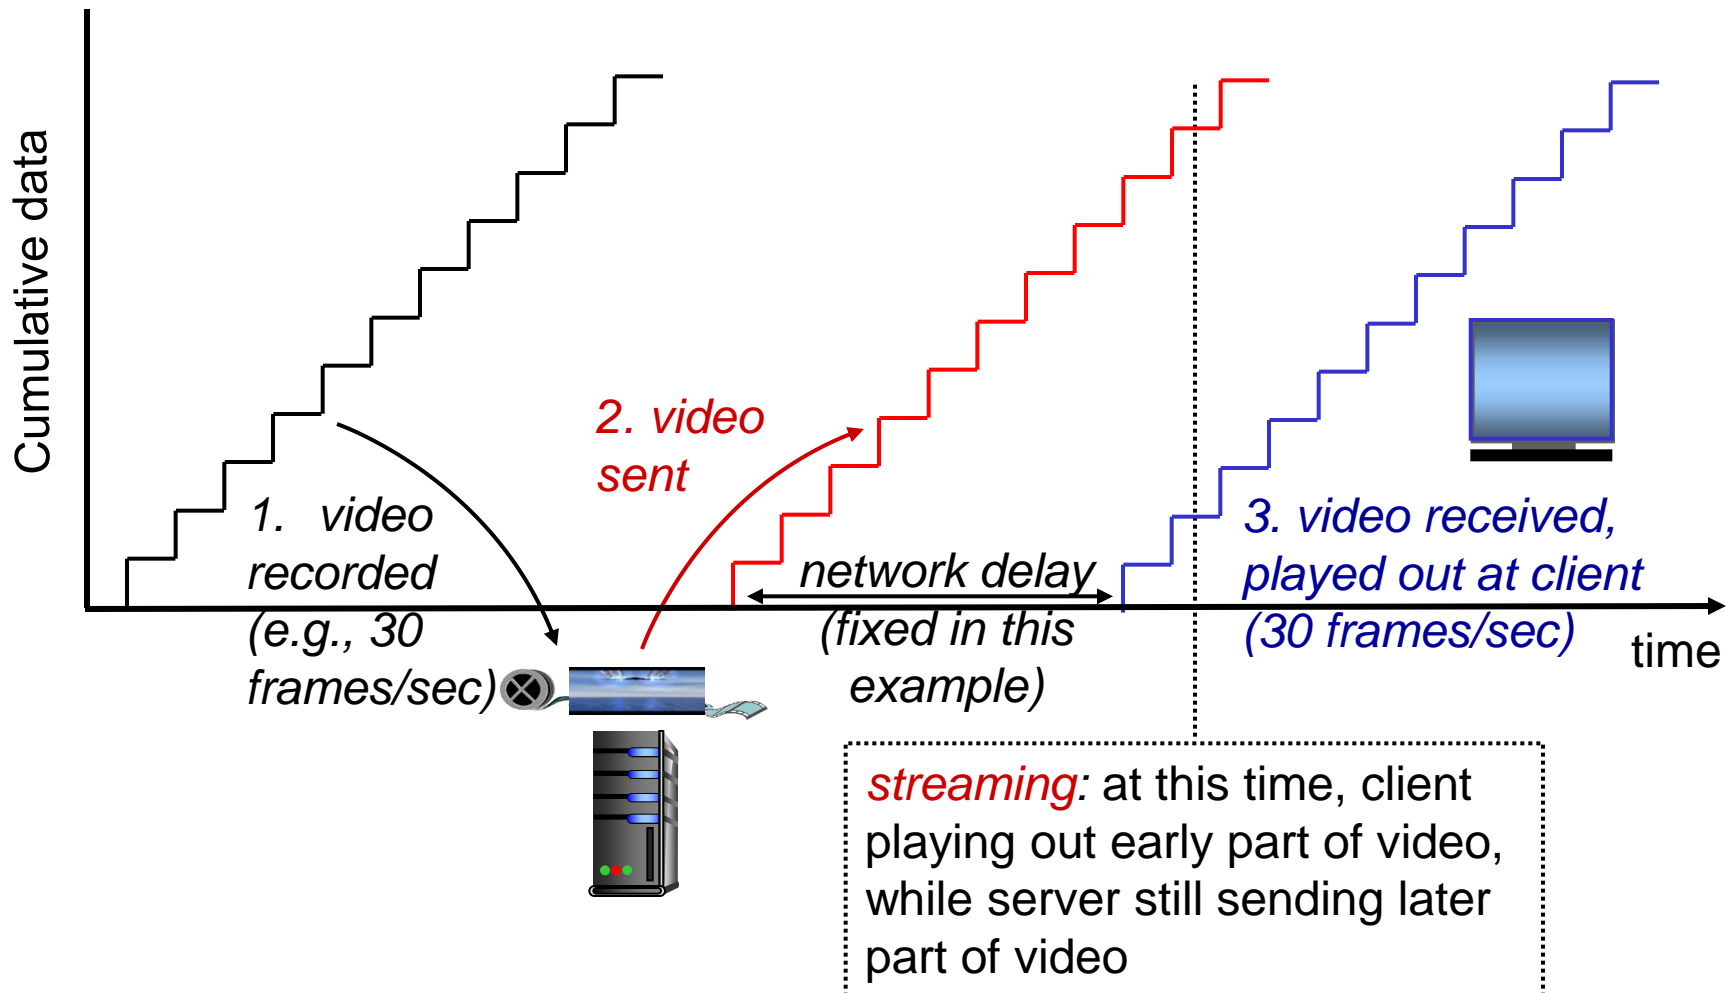 Cumulative data
1. video
recorded
(e.g., 30
frames/sec)
2. video
sent
network delay
(fixed in this
example)
3. video received,
played out at client
(30 frames/sec)
time
streaming: at this time, client
playing out early part of video,
while server still sending later
part of video